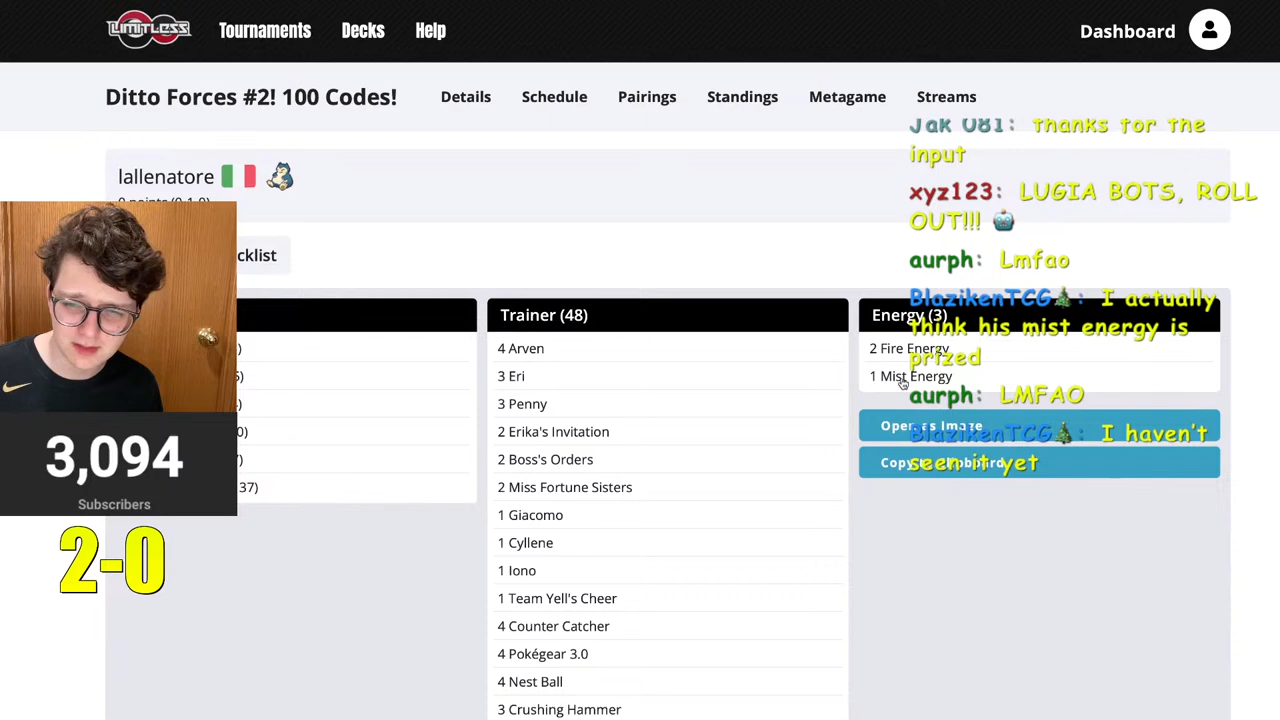 LIMITLESS
Tournaments
Decks
Help
Dashboard
Ditto Forces #2! 100 Codes!
Details
Schedule
Pairings
Standings
Metagame
Streams
lallenatore
cklist
3,094
Subscribers
2-0
Trainer (48)
4 Arven
3 Eri
3 Penny
2 Erika's Invitation
2 Boss's Orders
2 Miss Fortune Sisters
1 Giacomo
1 Cyllene
1 Iono
1 Team Yell's Cheer
4 Counter Catcher
4 Pokégear 3.0
4 Nest Ball
3 Crushing Hammer
Energy (3)
2 Fire Energy
1 Mist Energy
Open as Image
Jak 081: thanks for the
input
xyz123: LUGIA BOTS, ROLL
OUT!!!
aurph: Lmfao
BlazikenTCG: I actually
think his mist energy is
prized
aurph: LMFAO
BlazikenTCG: I haven't
seen it yet